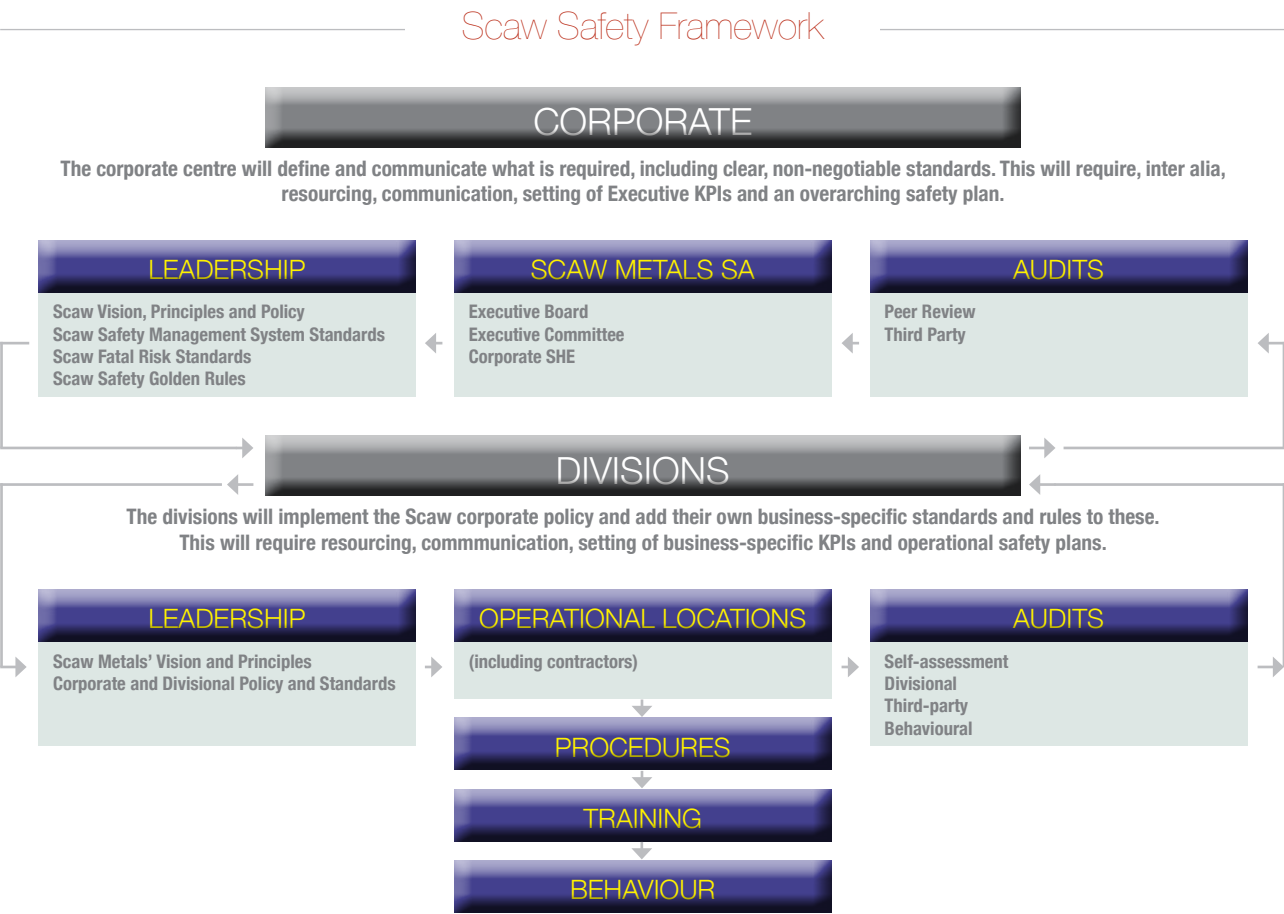 Scaw Safety Framework
CORPORATE
The corporate centre will define and communicate what is required, including clear, non-negotiable standards. This will require, inter alia,
resourcing, communication, setting of Executive KPIs and an overarching safety plan.
LEADERSHIP
Scaw Vision, Principles and Policy
Scaw Safety Management System Standards
Scaw Fatal Risk Standards
Scaw Safety Golden Rules
SCAW METALS SA
Executive Board
Executive Committee
Corporate SHE
AUDITS
Peer Review
Third Party
DIVISIONS
The divisions will implement the Scaw corporate policy and add their own business-specific standards and rules to these.
This will require resourcing, commmunication, setting of business-specific KPIs and operational safety plans.
LEADERSHIP
Scaw Metals' Vision and Principles
Corporate and Divisional Policy and Standards
OPERATIONAL LOCATIONS
(including contractors)
AUDITS
Self-assessment
Divisional
Third-party
Behavioural
PROCEDURES
TRAINING
BEHAVIOUR